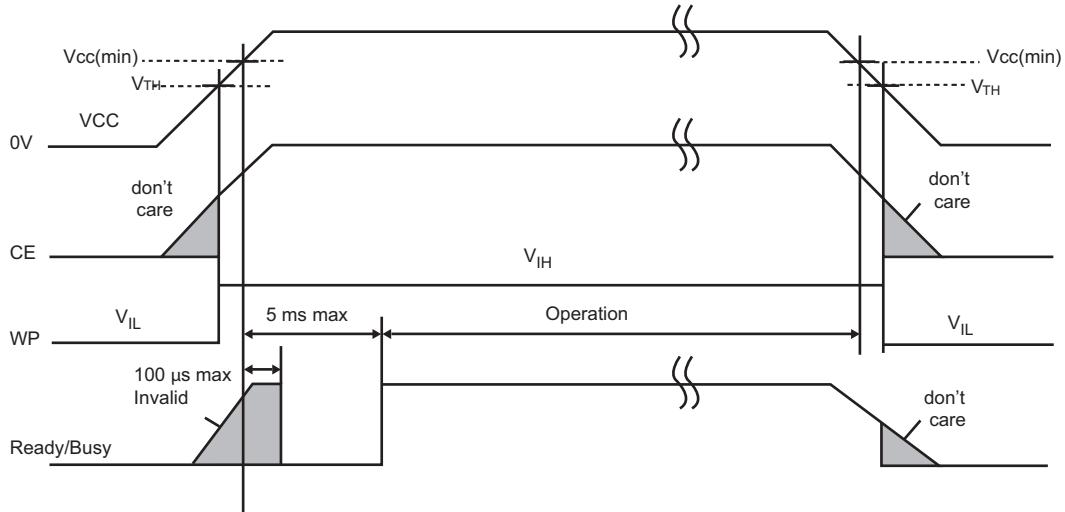 Vcc(min)
Vcc(min)
VTH
VTH
VCC
0V
don't
care
don't
care
CE
VIH
VIL
5 ms max
Operation
VIL
WP
100 µs max
Invalid
don't
care
Ready/Busy